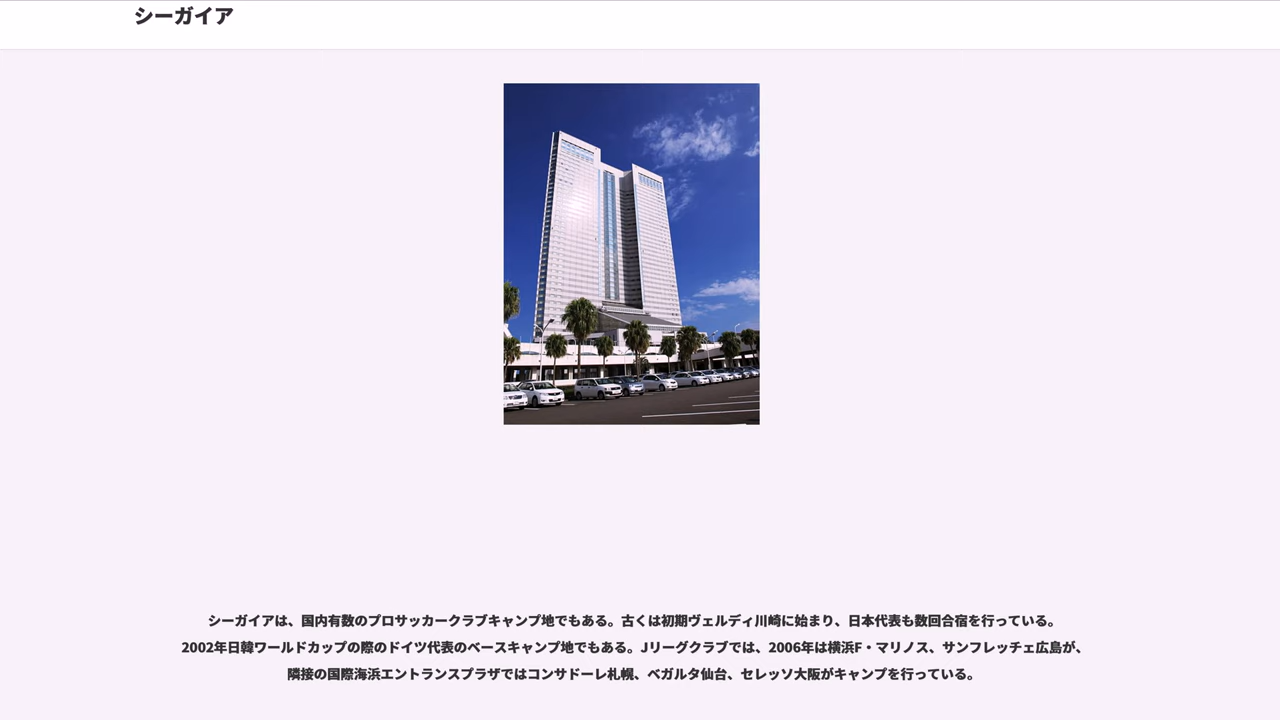 シーガイア
シーガイアは、国内有数のプロサッカークラブキャンプ地でもある。古くは初期ヴェルディ川崎に始まり、日本代表も数回合宿を行っている。
2002年日韓ワールドカップの際のドイツ代表のベースキャンプ地でもある。Jリーグクラブでは、2006年は横浜F・マリノス、サンフレッチェ広島が、
隣接の国際海浜エントランスプラザではコンサドーレ札幌、ベガルタ仙台、セレッソ大阪がキャンプを行っている。